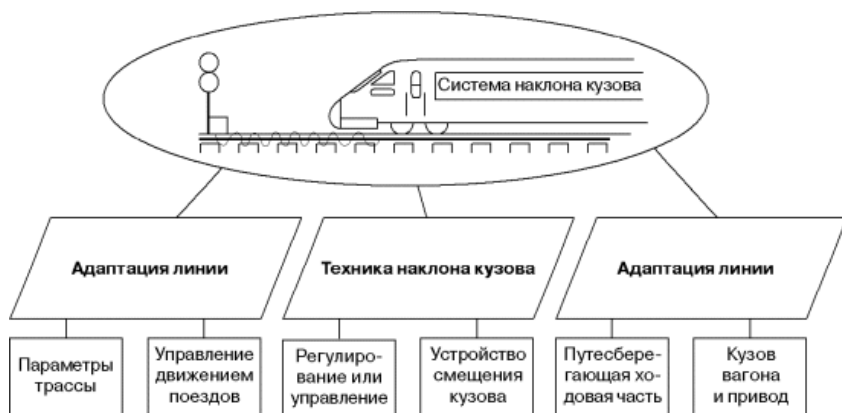 Система наклона кузова
Адаптация линии
Техника наклона кузова
Адаптация линии
Параметры
трассы
Управление
движением
поездов
Регулиро-
вание или
управление
Устройство
смещения
кузова
Путесбере-
гающая хо-
довая часть
Кузов
вагона
и привод